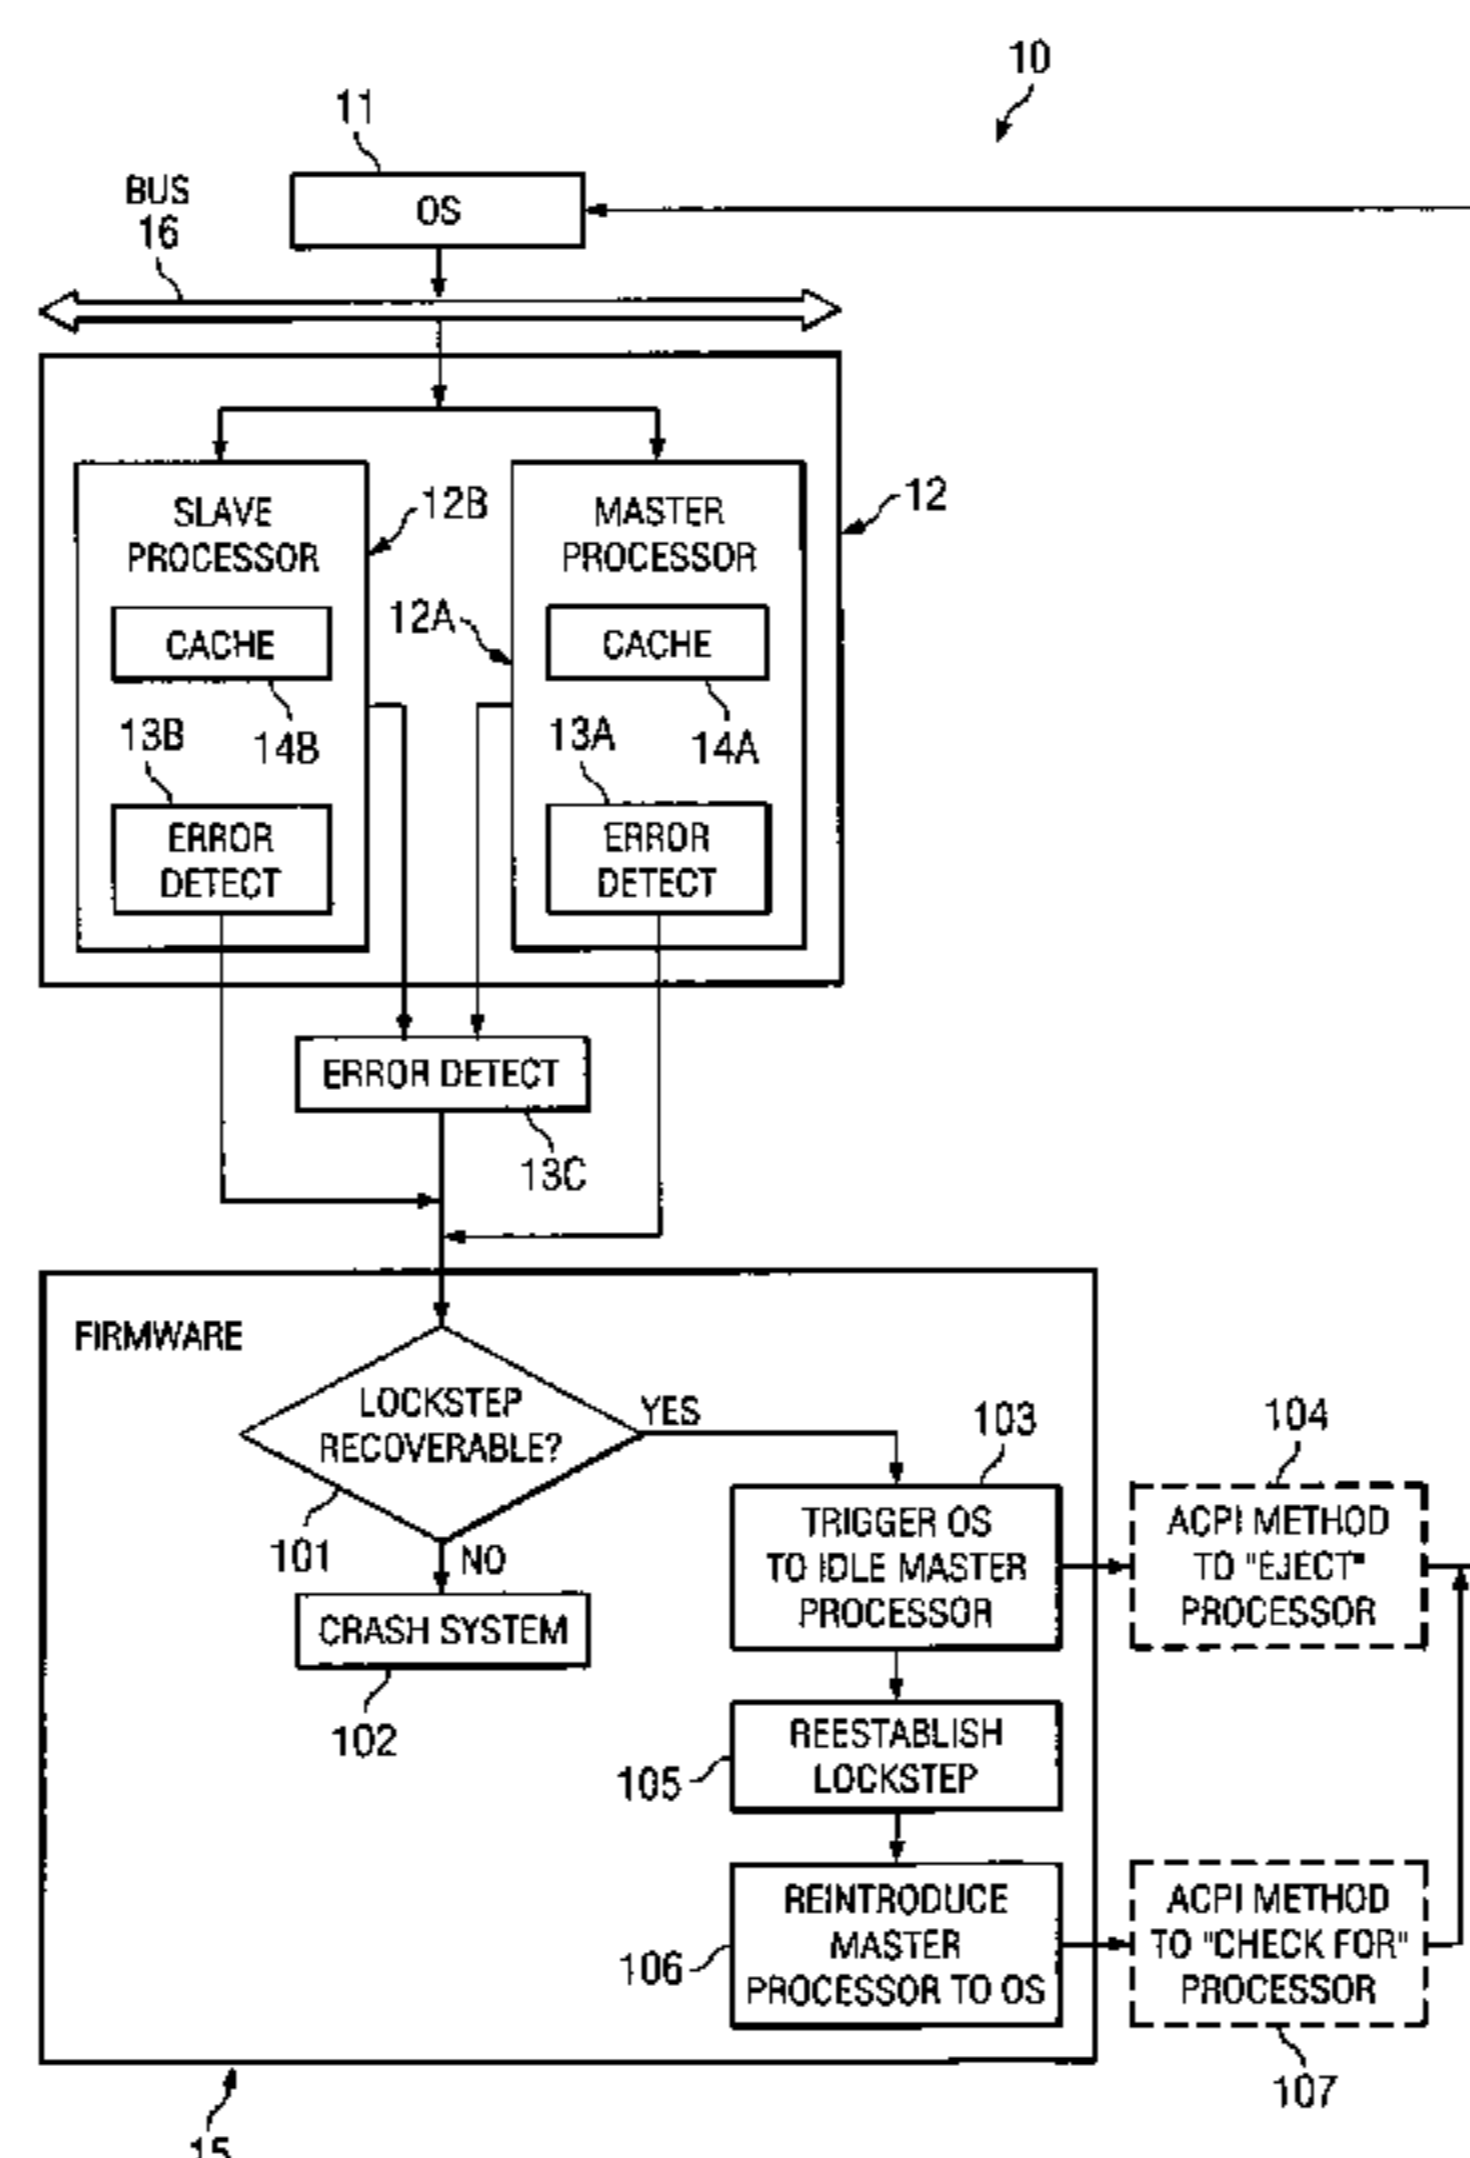 10
11
OS
BUS
16
SLAVE
PROCESSOR
12B
MASTER
PROCESSOR
12
12A
CACHE
CACHE
13B
14B
13A
14A
ERROR
DETECT
ERROR
DETECT
ERROR DETECT
13C
FIRMWARE
LOCKSTEP
RECOVERABLE?
YES
103
104
101
NO
TRIGGER OS
TO IDLE MASTER
PROCESSOR
ACPI METHOD
TO "EJECT"
PROCESSOR
CRASH SYSTEM
102
REESTABLISH
LOCKSTEP
105
REINTRODUCE
MASTER
PROCESSOR TO OS
106
ACPI METHOD
TO "CHECK FOR"
PROCESSOR
107
15